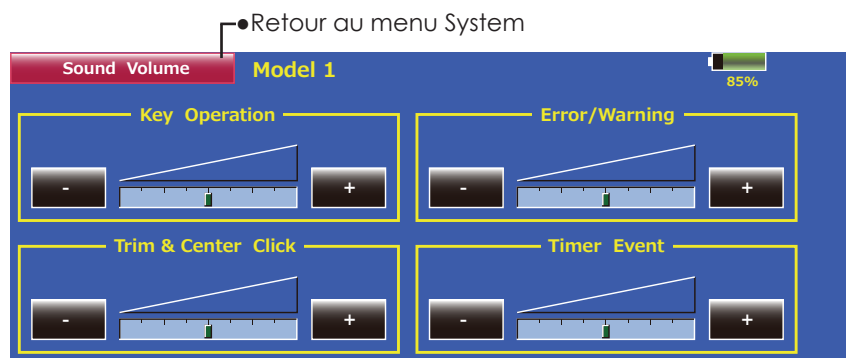 ●Retour au menu System
Sound Volume Model 1
85%
Key Operation Error/Warning
- + - +
Trim & Center Click Timer Event
- + - +